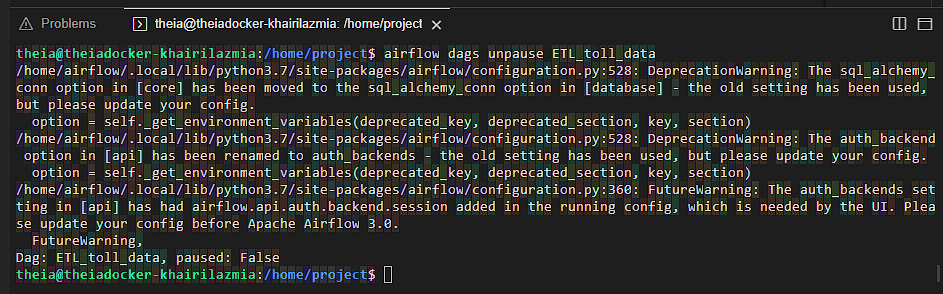 Problems
theia@theiadocker-khairilazmia: /home/project
theia@theiadocker-khairilazmia:/home/project$ airflow dags unpause ETL_toll_data
/home/airflow/.local/lib/python3.7/site-packages/airflow/configuration.py:528: DeprecationWarning: The sql_alchemy_
conn option in [core] has been moved to the sql_alchemy_conn option in [database] - the old setting has been used,
but please update your config.
option = self._get_environment_variables(deprecated_key, deprecated_section, key, section)
/home/airflow/.local/lib/python3.7/site-packages/airflow/configuration.py:528: DeprecationWarning: The auth_backend
option in [api] has been renamed to auth_backends - the old setting has been used, but please update your config.
option = self._get_environment_variables(deprecated_key, deprecated_section, key, section)
/home/airflow/.local/lib/python3.7/site-packages/airflow/configuration.py:360: FutureWarning: The auth_backends set
ting in [api] has had airflow.api.auth.backend.session added in the running config, which is needed by the UI. Plea
se update your config before Apache Airflow 3.0.
FutureWarning,
Dag: ETL_toll_data, paused: False
theia@theiadocker-khairilazmia:/home/project$